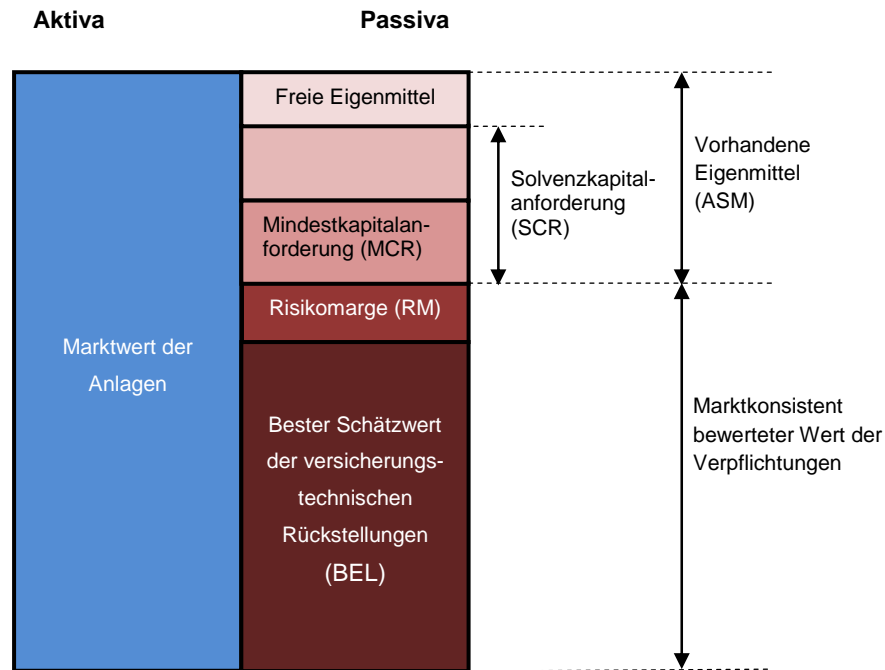 Aktiva Passiva
Freie Eigenmittel
Vorhandene
Eigenmittel
(ASM)
Solvenzkapital-
anforderung
(SCR)
Mindestkapitalan-
forderung (MCR)
Risikomarge (RM)
Marktwert der
Anlagen
Bester Schätzwert
der versicherungs-
technischen
Rückstellungen
(BEL)
Marktkonsistent
bewerteter Wert der
Verpflichtungen